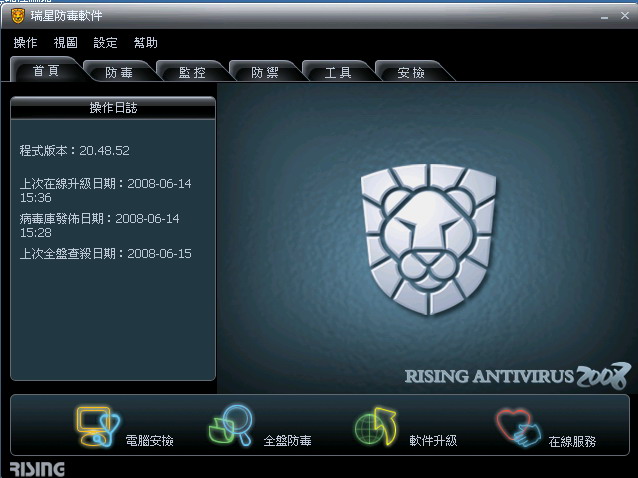 瑞星防毒軟件
操作 視圖 設定 幫助
首頁 防毒 監控 防禦 工具 安檢
操作日誌
程式版本：20.48.52
上次在線升級日期：2008-06-14
15:36
病毒庫發佈日期：2008-06-14
15:28
上次全盤查殺日期：2008-06-15
RISING ANTIVIRUS 2008
電腦安檢 全盤防毒 軟件升級 在線服務
RISING